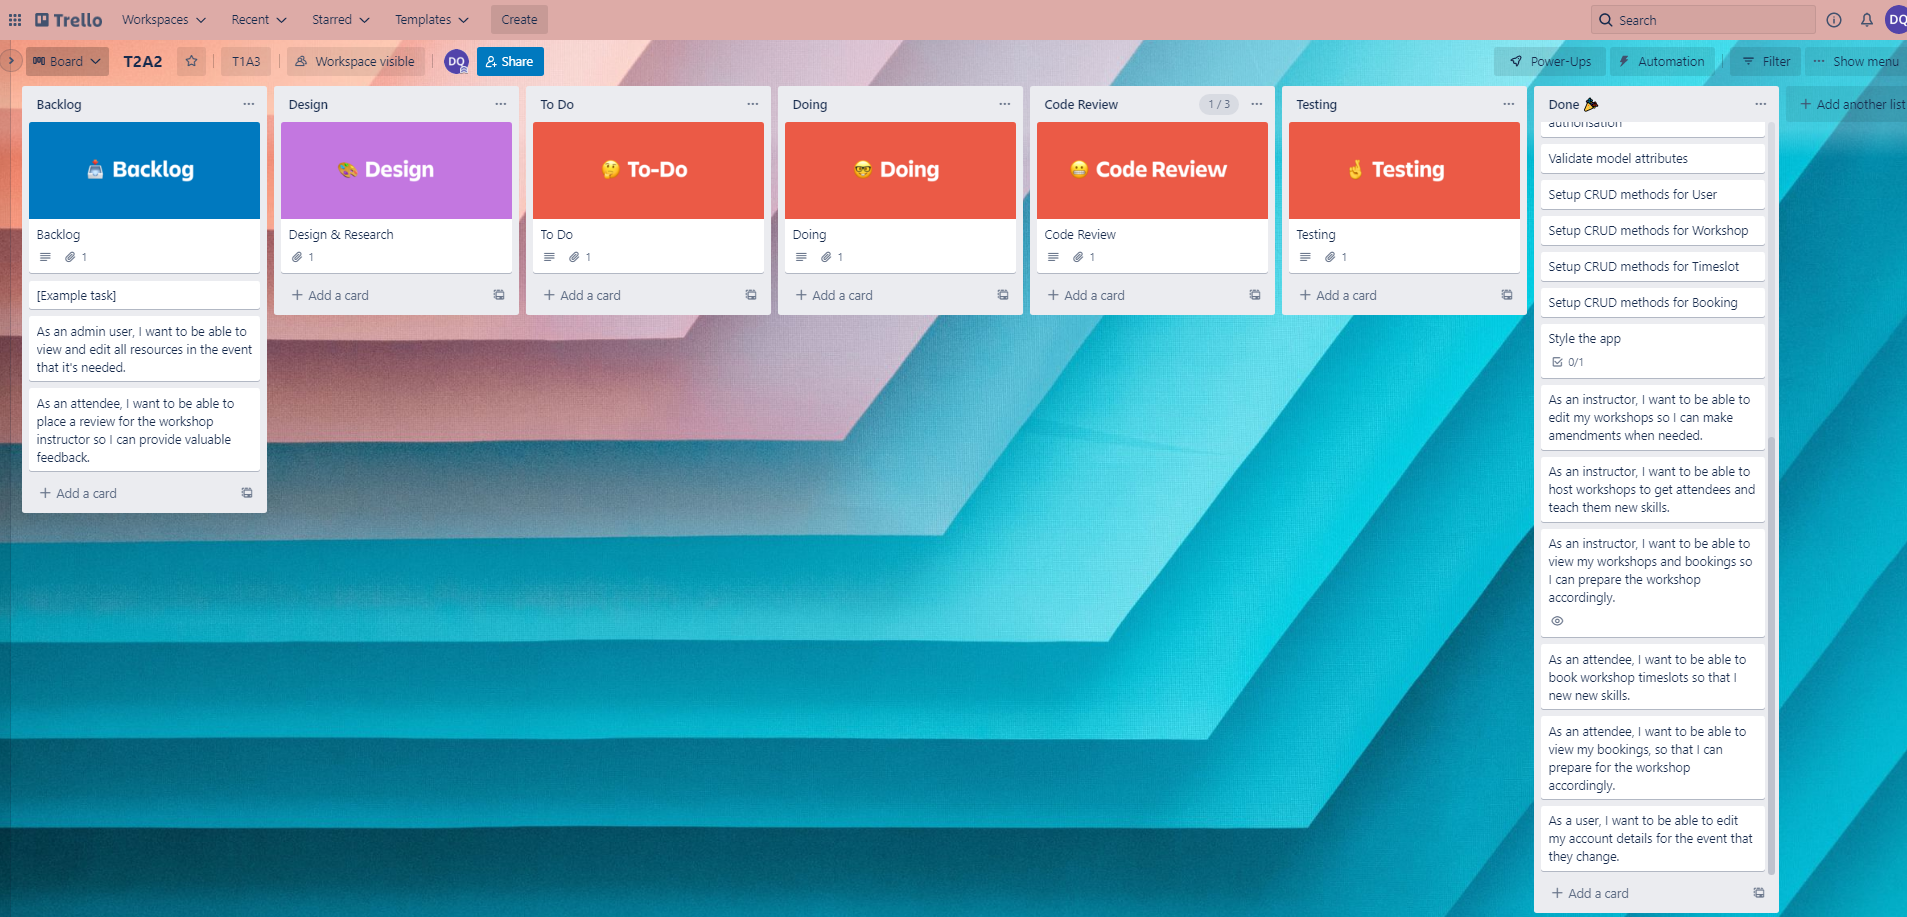 Trello
Workspaces
Recent
Starred
Templates
Create
Search
DQ
Board
T2A2
T1A3
Workspace visible
DQ
Share
Power-Ups
Automation
Filter
Show menu
Backlog
Backlog
Backlog
1
[Example task]
As an admin user, I want to be able to
view and edit all resources in the event
that it's needed.
As an attendee, I want to be able to
place a review for the workshop
instructor so I can provide valuable
feedback.
Add a card
Design
Design
Design & Research
1
Add a card
To Do
To-Do
To Do
1
Add a card
Doing
Doing
Doing
1
Add a card
Code Review
1 / 3
Code Review
Code Review
1
Add a card
Testing
Testing
Testing
1
Add a card
Done
authorisation
Validate model attributes
Setup CRUD methods for User
Setup CRUD methods for Workshop
Setup CRUD methods for Timeslot
Setup CRUD methods for Booking
Style the app
0/1
As an instructor, I want to be able to
edit my workshops so I can make
amendments when needed.
As an instructor, I want to be able to
host workshops to get attendees and
teach them new skills.
As an instructor, I want to be able to
view my workshops and bookings so
I can prepare the workshop
accordingly.
As an attendee, I want to be able to
book workshop timeslots so that I
new new skills.
As an attendee, I want to be able to
view my bookings, so that I can
prepare for the workshop
accordingly.
As a user, I want to be able to edit
my account details for the event that
they change.
Add a card
Add another list